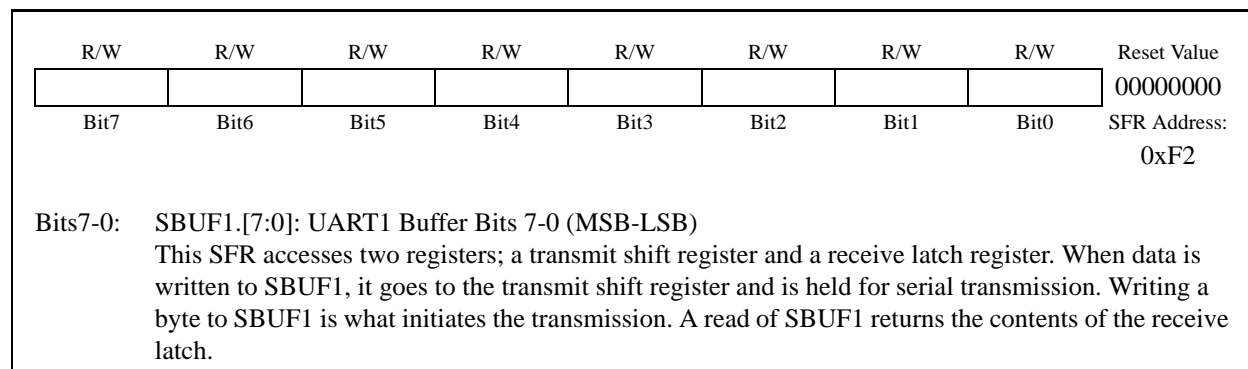 R/W R/W R/W R/W R/W R/W R/W R/W Reset Value
00000000
Bit7 Bit6 Bit5 Bit4 Bit3 Bit2 Bit1 Bit0 SFR Address:
0xF2
Bits7-0: SBUF1.[7:0]: UART1 Buffer Bits 7-0 (MSB-LSB)
This SFR accesses two registers; a transmit shift register and a receive latch register. When data is
written to SBUF1, it goes to the transmit shift register and is held for serial transmission. Writing a
byte to SBUF1 is what initiates the transmission. A read of SBUF1 returns the contents of the receive
latch.